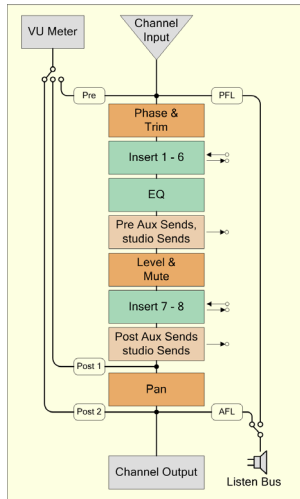 VU Meter
Channel
Input
Pre
PFL
Phase &
Trim
Insert 1 - 6
EQ
Pre Aux Sends,
studio Sends
Level &
Mute
Insert 7 - 8
Post Aux Sends
studio Sends
Post 1
Pan
Post 2
AFL
Channel Output
Listen Bus